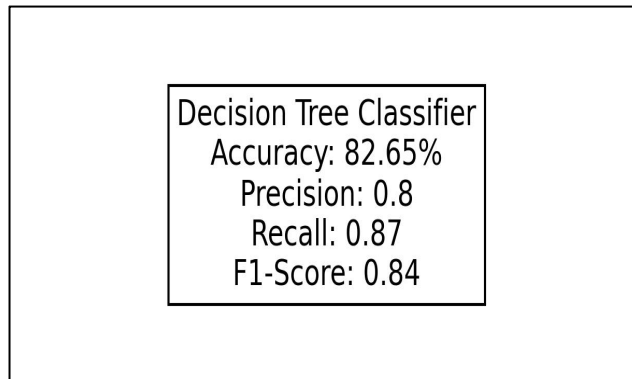 Decision Tree Classifier
Accuracy: 82.65%
Precision: 0.8
Recall: 0.87
F1-Score: 0.84